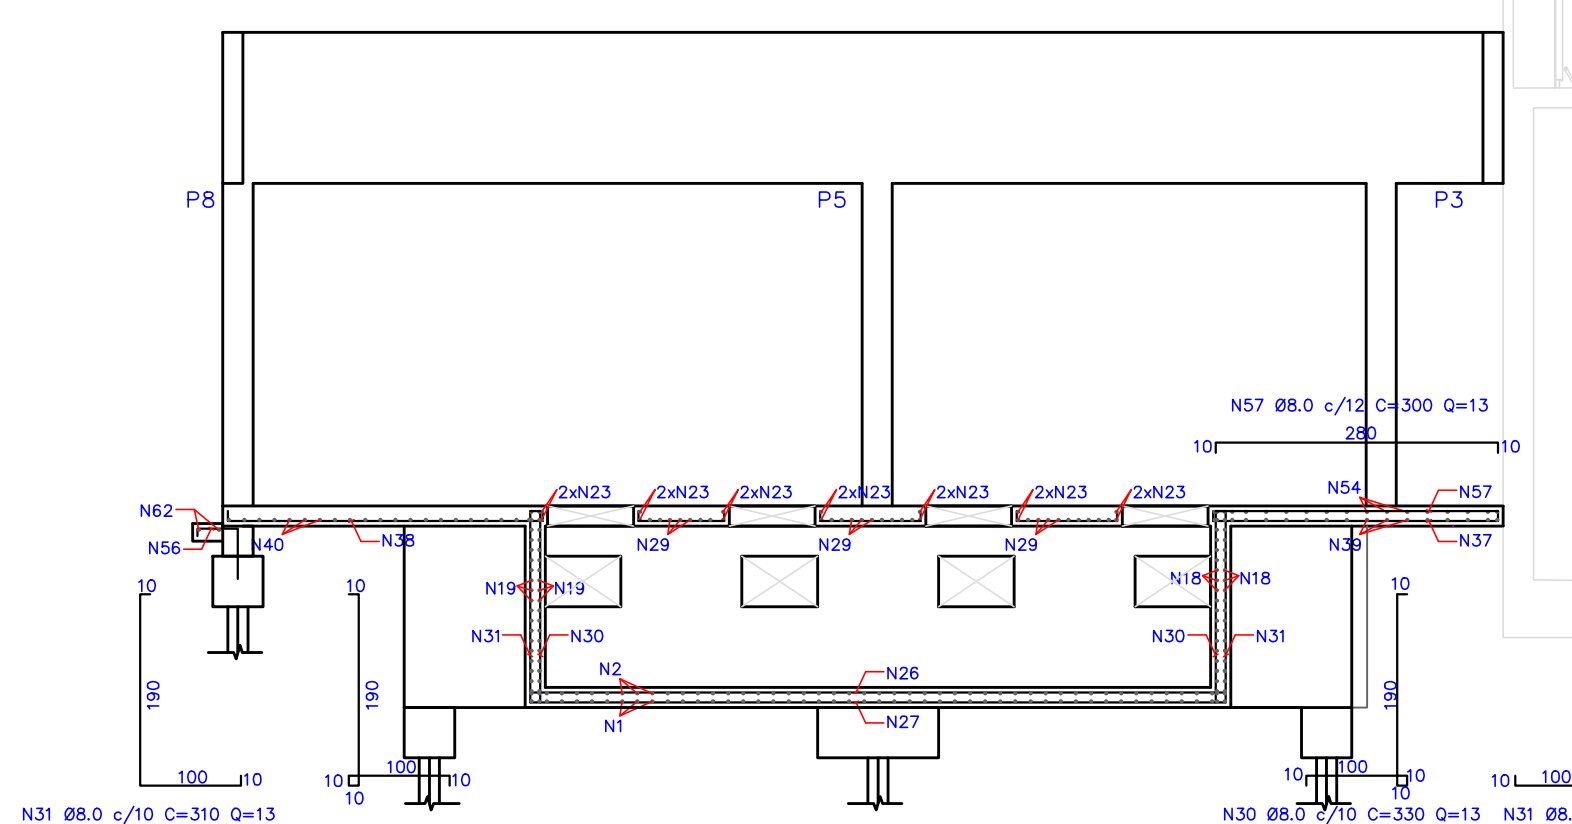 P8
P5
P3
N57 Ø8.0 c/12 C=300 Q=13
280
10
10
2xN23
2xN23
2xN23
2xN23
2xN23
2xN23
N54
N57
N62
N56
N40
N38
N29
N29
N29
N39
N37
N19
N19
N18
N18
N31
N30
N30
N31
N2
N26
N1
N27
10
190
100
10
10
190
100
10
10
10
10
190
100
10
10
10
10
100
N31 Ø8.0 c/10 C=310 Q=13
N30 Ø8.0 c/10 C=330 Q=13
N31 Ø8.